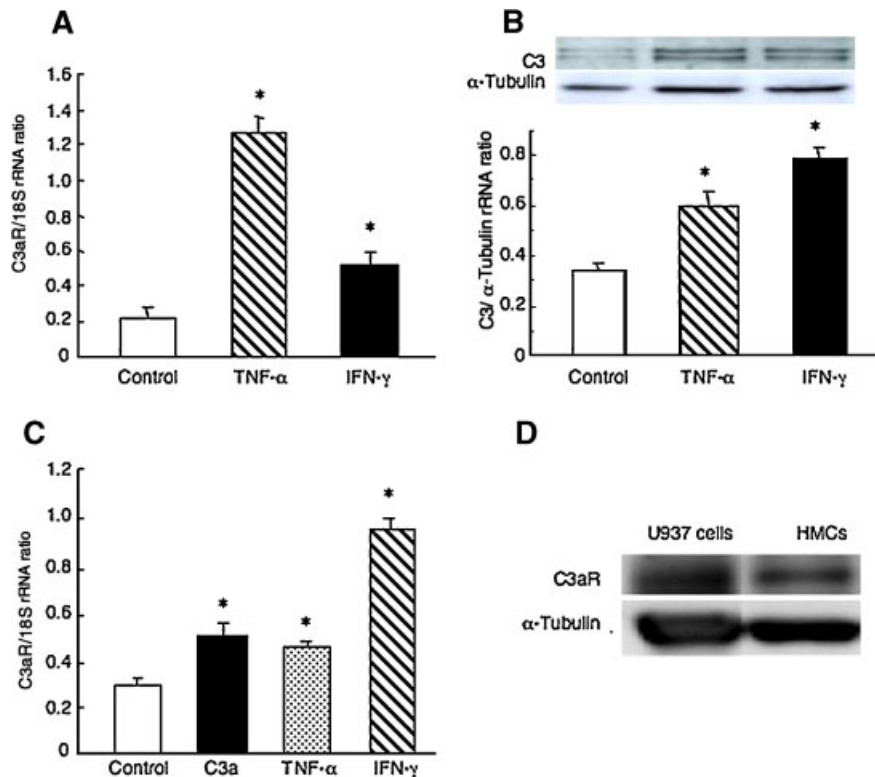 A
C3aR/18S rRNA ratio
1.6
1.4
1.2
1.0
0.8
0.6
0.4
0.2
0
*
*
Control TNF-α IFN-γ
B
C3
α-Tubulin
C3/ α-Tubulin rRNA ratio
0.8
0.6
0.4
0.2
0
*
*
Control TNF-α IFN-γ
C
C3aR/18S rRNA ratio
1.2
1.0
0.8
0.6
0.4
0.2
0
*
*
*
Control C3a TNF-α IFN-γ
D
U937 cells HMCs
C3aR
α-Tubulin